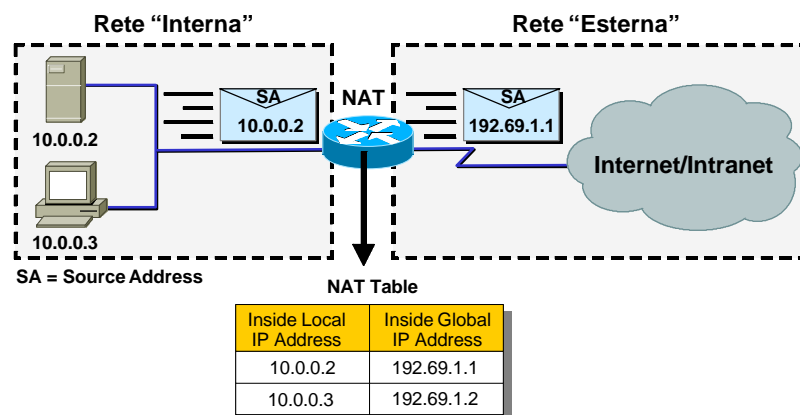 Rete “Interna”
Rete “Esterna”
SA
10.0.0.2
NAT
SA
192.69.1.1
10.0.0.2
Internet/Intranet
10.0.0.3
SA = Source Address
NAT Table
Inside Local
IP Address
Inside Global
IP Address
10.0.0.2
192.69.1.1
10.0.0.3
192.69.1.2